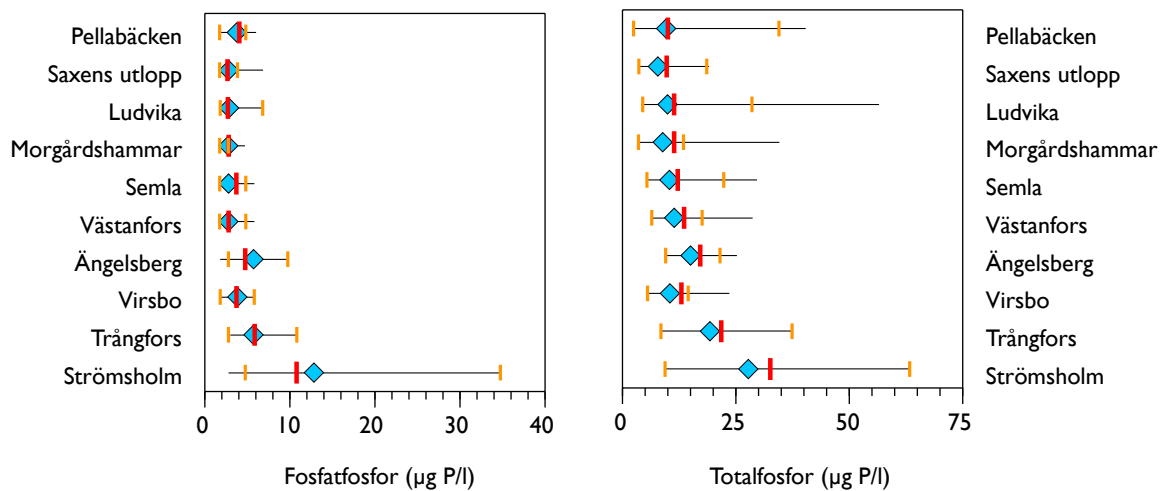 Pellabäcken
Saxens utlopp
Ludvika
Morgårdshammar
Semla
Västanfors
Ängelsberg
Virsbo
Trångfors
Strömsholm
0 10 20 30 40
Fosfatfosfor (µg P/l)
Pellabäcken
Saxens utlopp
Ludvika
Morgårdshammar
Semla
Västanfors
Ängelsberg
Virsbo
Trångfors
Strömsholm
0 25 50 75
Totalfosfor (µg P/l)